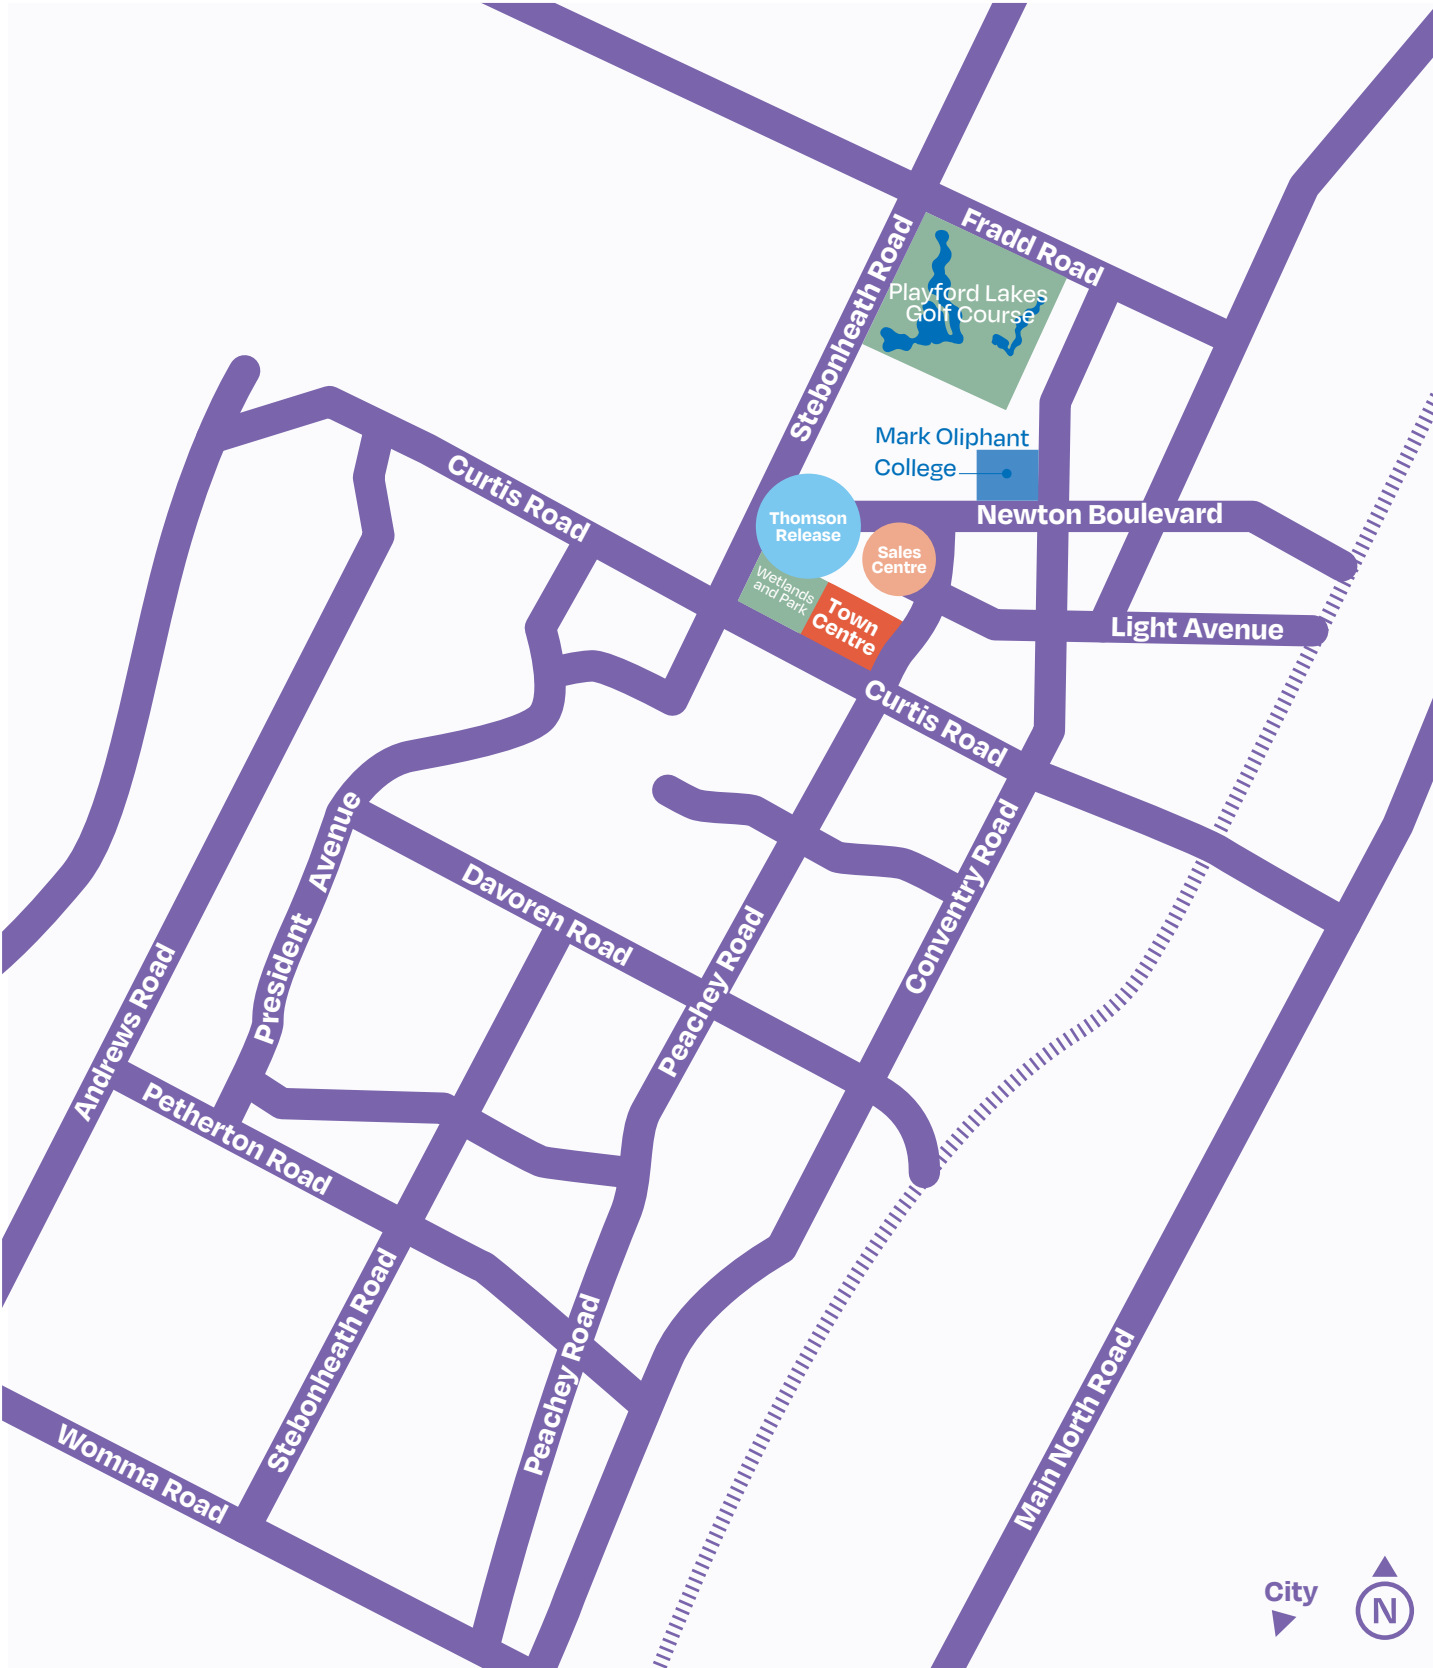 Fradd Road
Stebonheath Road
Playford Lakes
Golf Course
Mark Oliphant
College
Newton Boulevard
Thomson
Release
Sales
Centre
Wetlands
and Park
Town
Centre
Light Avenue
Curtis Road
Curtis Road
President Avenue
Davoren Road
Coventry Road
Peachey Road
Andrews Road
Petherton Road
Stebonheath Road
Peachey Road
Main North Road
Womma Road
City
N